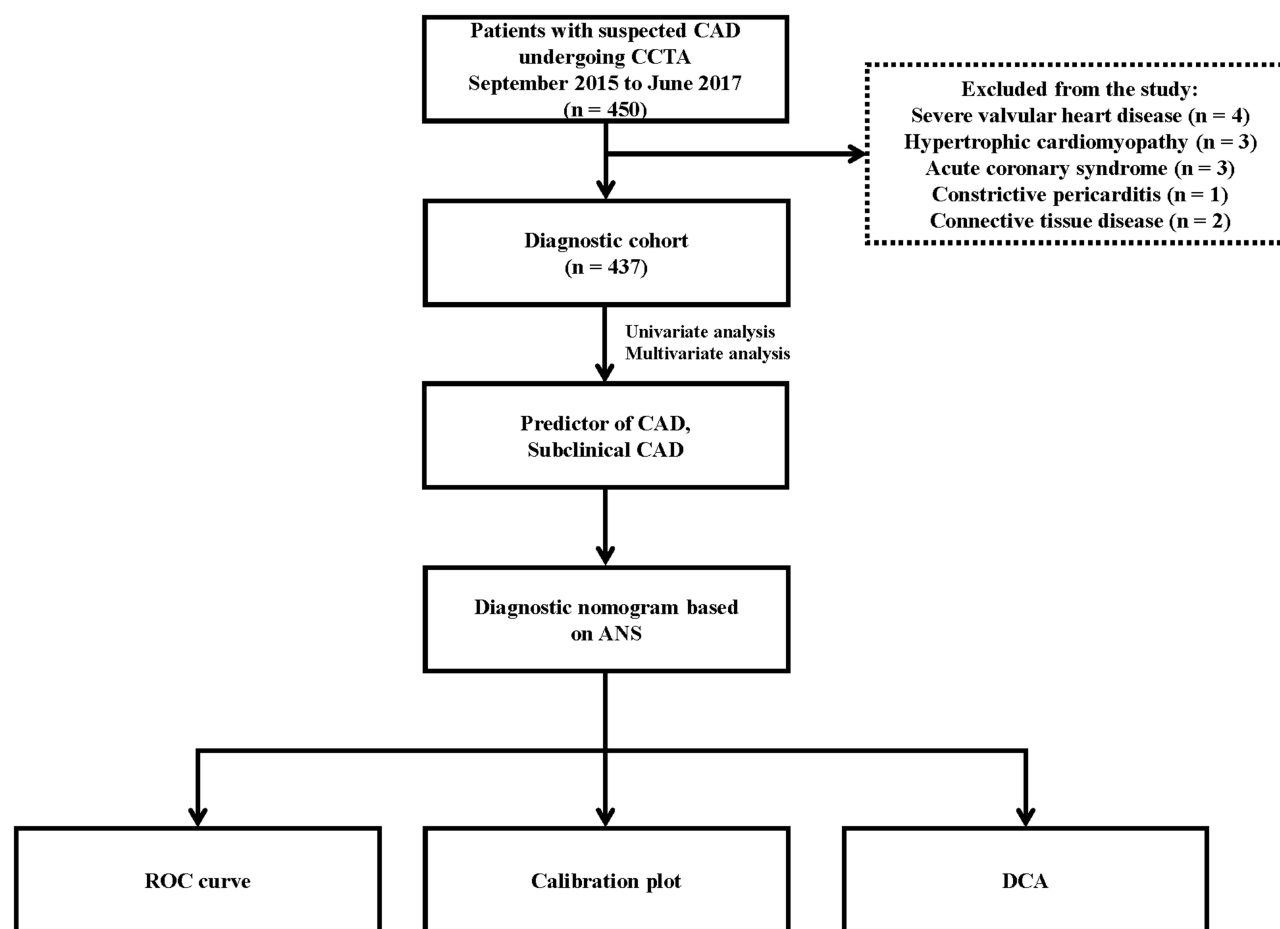 Patients with suspected CAD
undergoing CCTA
September 2015 to June 2017
(n = 450)
Excluded from the study:
Severe valvular heart disease (n = 4)
Hypertrophic cardiomyopathy (n = 3)
Acute coronary syndrome (n = 3)
Constrictive pericarditis (n = 1)
Connective tissue disease (n = 2)
Diagnostic cohort
(n = 437)
Univariate analysis
Multivariate analysis
Predictor of CAD,
Subclinical CAD
Diagnostic nomogram based
on ANS
ROC curve
Calibration plot
DCA